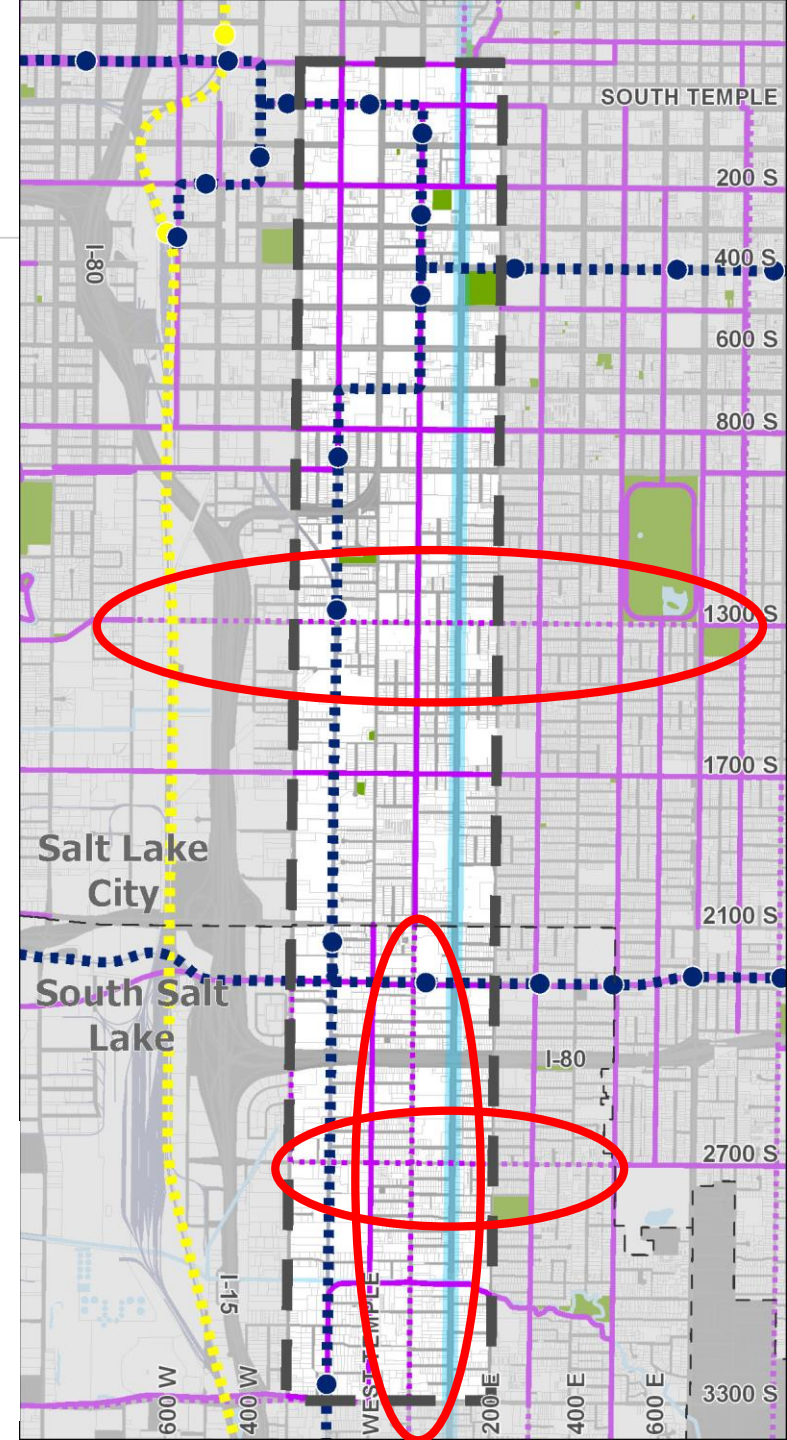 SOUTH TEMPLE
200 S
I-80
400 S
600 S
800 S
1300 S
1700 S
Salt Lake
City
2100 S
South Salt
Lake
I-80
2700 S
I-15
WEST TEMPLE
600 W
400 W
200 E
400 E
600 E
3300 S